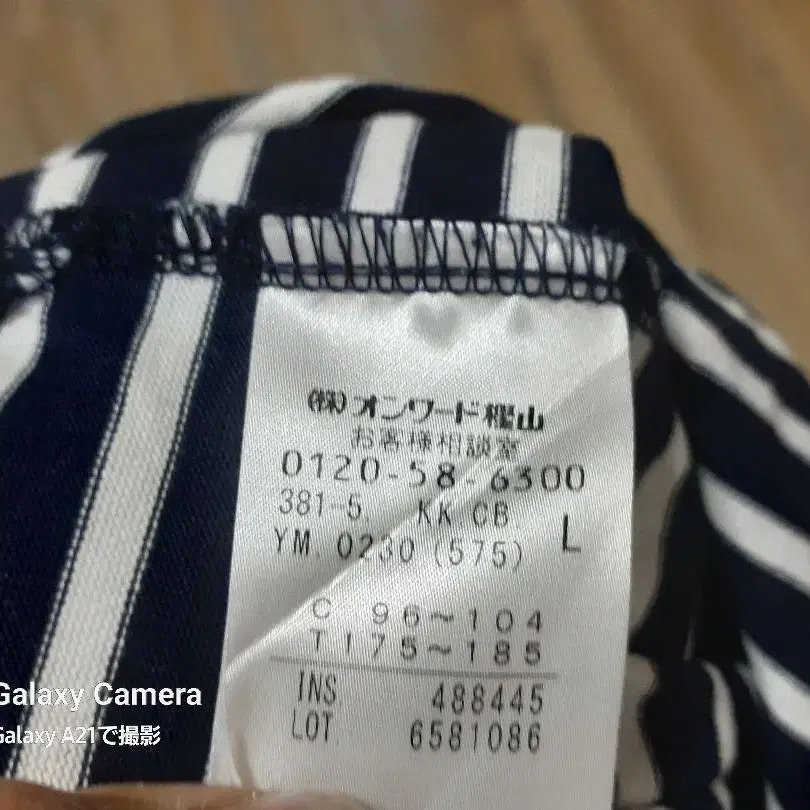 ㈱オンワード樫山
お客様相談室
0120-58-6300
381-5. KK CB
YM. 0230 (575) L
C 96~104
T 175~185
INS 488445
LOT 6581086
Galaxy Camera
Galaxy A21で撮影